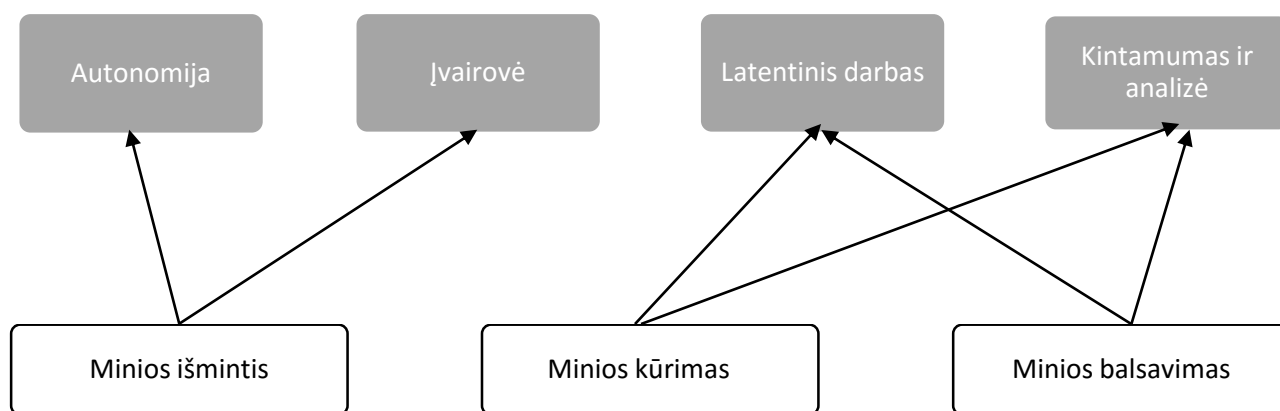 Autonomija
Įvairovė
Latentinis darbas
Kintamumas ir
analizė
Minios išmintis
Minios kūrimas
Minios balsavimas